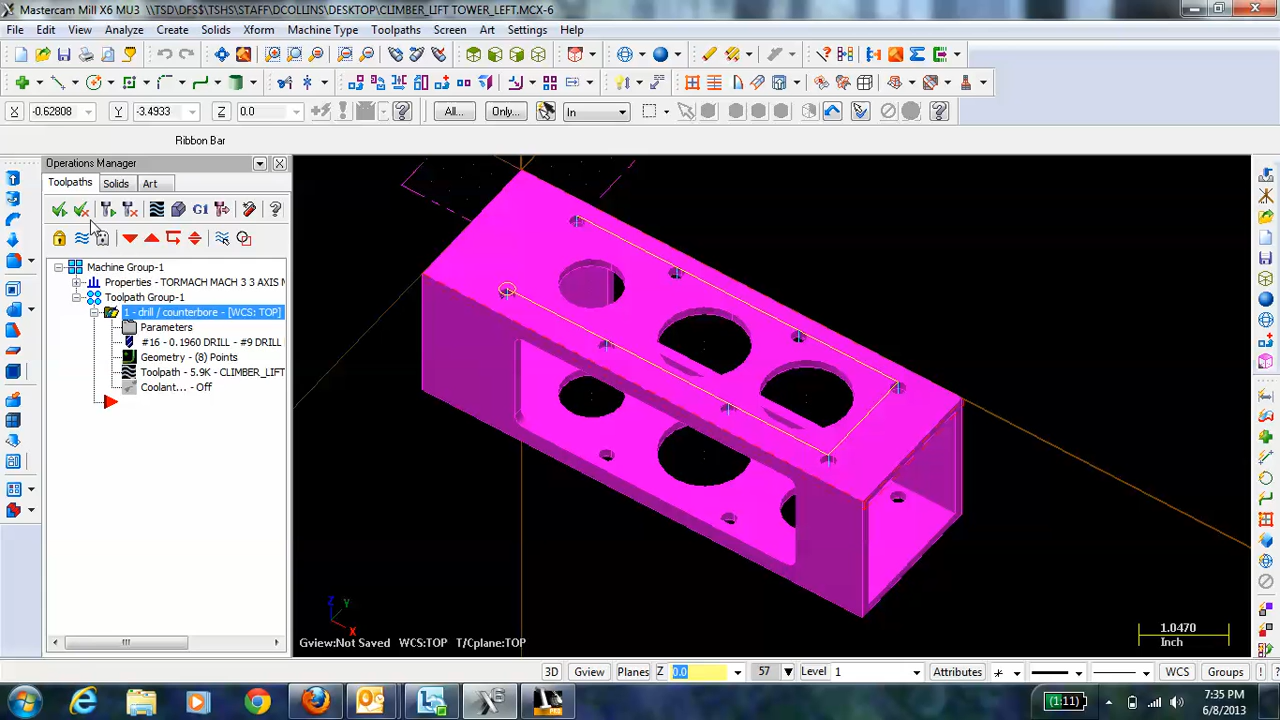 Mastercam Mill X6 MU3 \\TSD\DFS$\TSHS\STAFF\DCOLLINS\DESKTOP\CLIMBER_LIFT TOWER_LEFT.MCX-6
File Edit View Analyze Create Solids Xform Machine Type Toolpaths Screen Art Settings Help
X -0.62808 Y -3.4933 Z 0.0 All... Only... In
Ribbon Bar
Operations Manager
Toolpaths Solids Art
G1
Machine Group-1
Properties - TORMACH MACH 3 3 AXIS M
Toolpath Group-1
1 - drill / counterbore - [WCS: TOP]
Parameters
#16 - 0.1960 DRILL - #9 DRILL
Geometry - (8) Points
Toolpath - 5.9K - CLIMBER_LIFT
Coolant... - Off
Z Y
X
Gview:Not Saved WCS:TOP T/Cplane:TOP
1.0470
Inch
3D Gview Planes Z 0.0 57 Level 1 Attributes WCS Groups
(1:11)
7:35 PM
6/8/2013